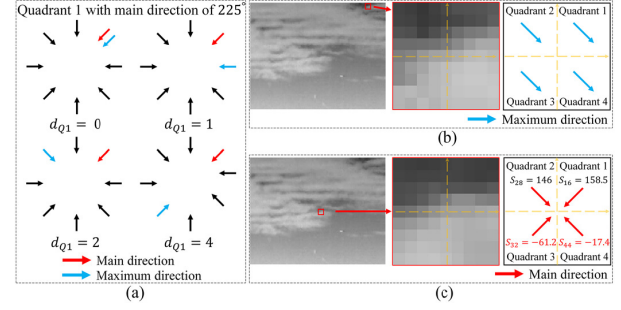 Quadrant 1 with main direction of 225°
d_Q1 = 0
d_Q1 = 1
d_Q1 = 2
d_Q1 = 4
Main direction
Maximum direction
(a)
Quadrant 2 Quadrant 1
Quadrant 3 Quadrant 4
Maximum direction
(b)
Quadrant 2 Quadrant 1
S_28 = 146 S_16 = 158.5
S_32 = −61.2 S_44 = −17.4
Quadrant 3 Quadrant 4
Main direction
(c)